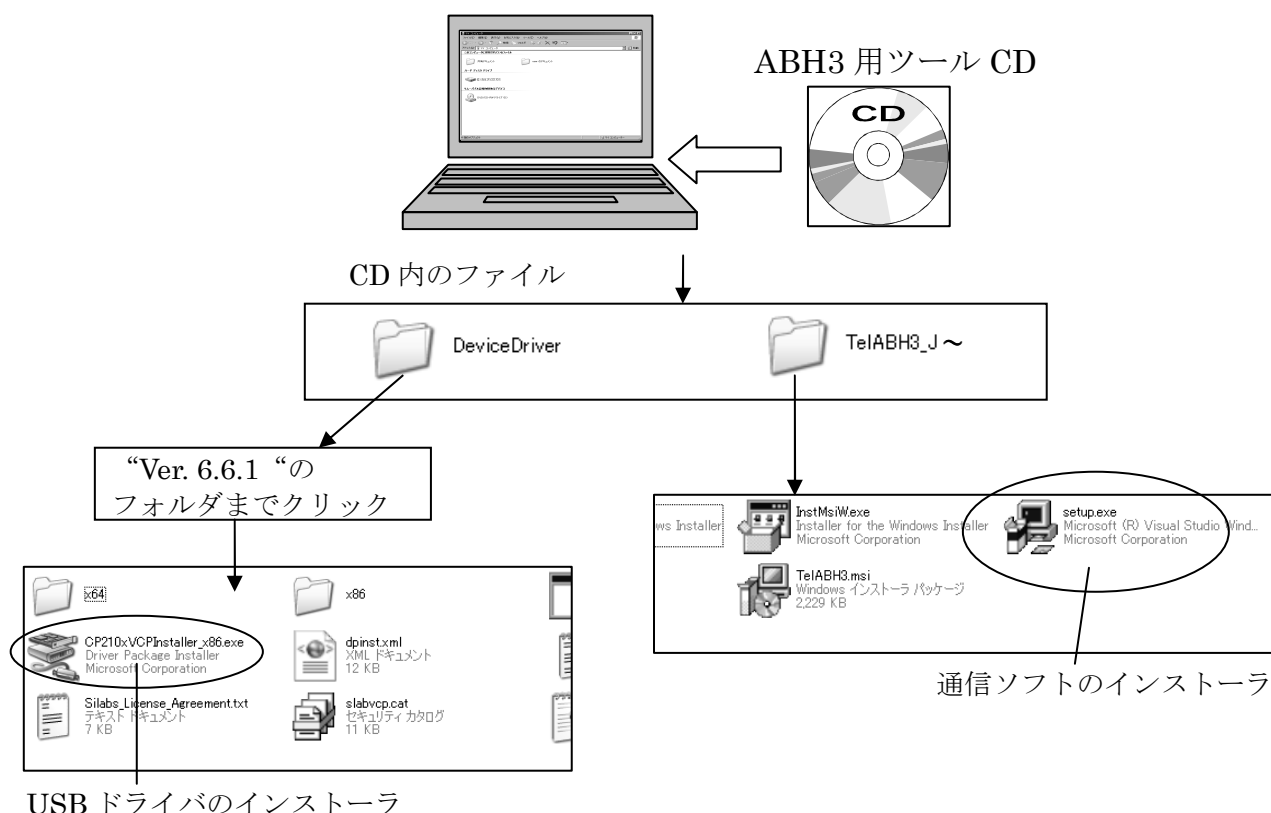 ABH3 用ツール CD
CD
CD 内のファイル
DeviceDriver
TelABH3_J ～
“Ver. 6.6.1 “の
フォルダまでクリック
x64
x86
CP210xVCPInstaller_x86.exe
Driver Package Installer
Microsoft Corporation
dpinst.xml
XML ドキュメント
12 KB
Silabs_License_Agreement.txt
テキスト ドキュメント
7 KB
slabvcp.cat
セキュリティ カタログ
11 KB
USB ドライバのインストーラ
ws Installer
InstMsiW.exe
Installer for the Windows Installer
Microsoft Corporation
setup.exe
Microsoft (R) Visual Studio Wind...
Microsoft Corporation
TelABH3.msi
Windows インストーラ パッケージ
2,229 KB
通信ソフトのインストーラ